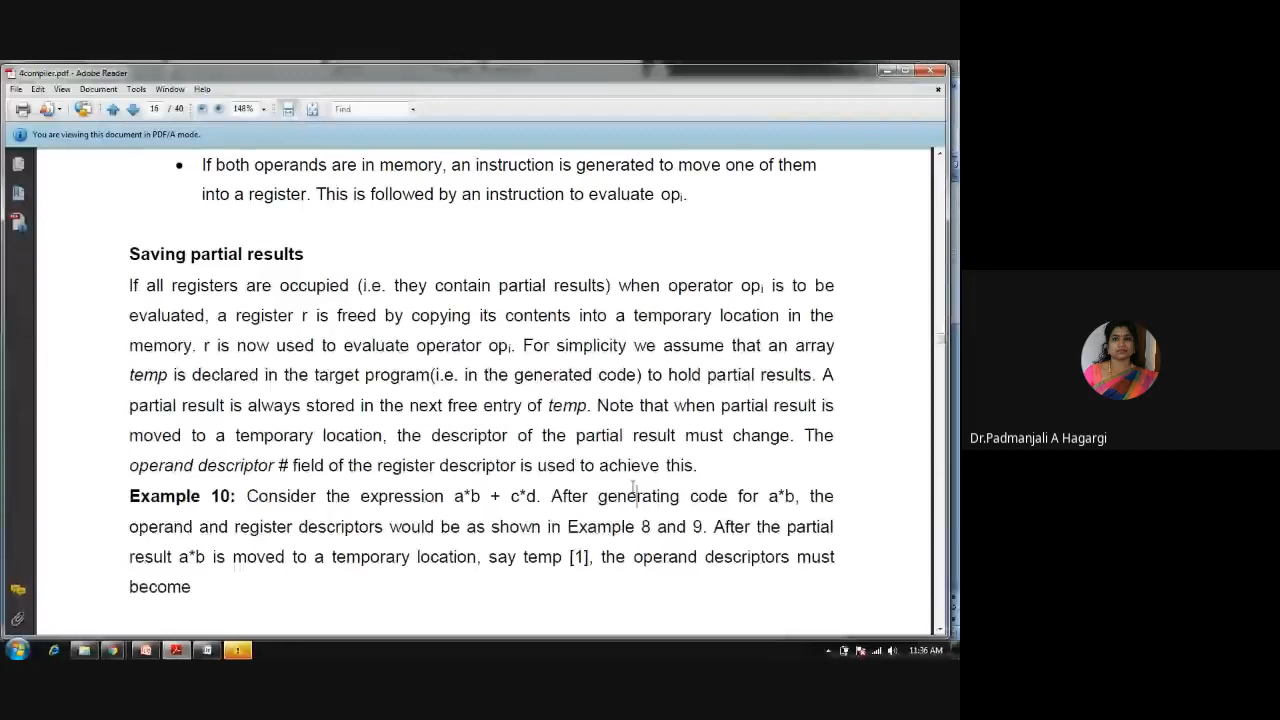 4compiler.pdf - Adobe Reader
File Edit View Document Tools Window Help
16 / 40 148% Find
You are viewing this document in PDF/A mode.
• If both operands are in memory, an instruction is generated to move one of them
into a register. This is followed by an instruction to evaluate opi.
Saving partial results
If all registers are occupied (i.e. they contain partial results) when operator opi is to be
evaluated, a register r is freed by copying its contents into a temporary location in the
memory. r is now used to evaluate operator opi. For simplicity we assume that an array
temp is declared in the target program(i.e. in the generated code) to hold partial results. A
partial result is always stored in the next free entry of temp. Note that when partial result is
moved to a temporary location, the descriptor of the partial result must change. The
operand descriptor # field of the register descriptor is used to achieve this.
Example 10: Consider the expression a*b + c*d. After generating code for a*b, the
operand and register descriptors would be as shown in Example 8 and 9. After the partial
result a*b is moved to a temporary location, say temp [1], the operand descriptors must
become
Dr.Padmanjali A Hagargi
11:36 AM